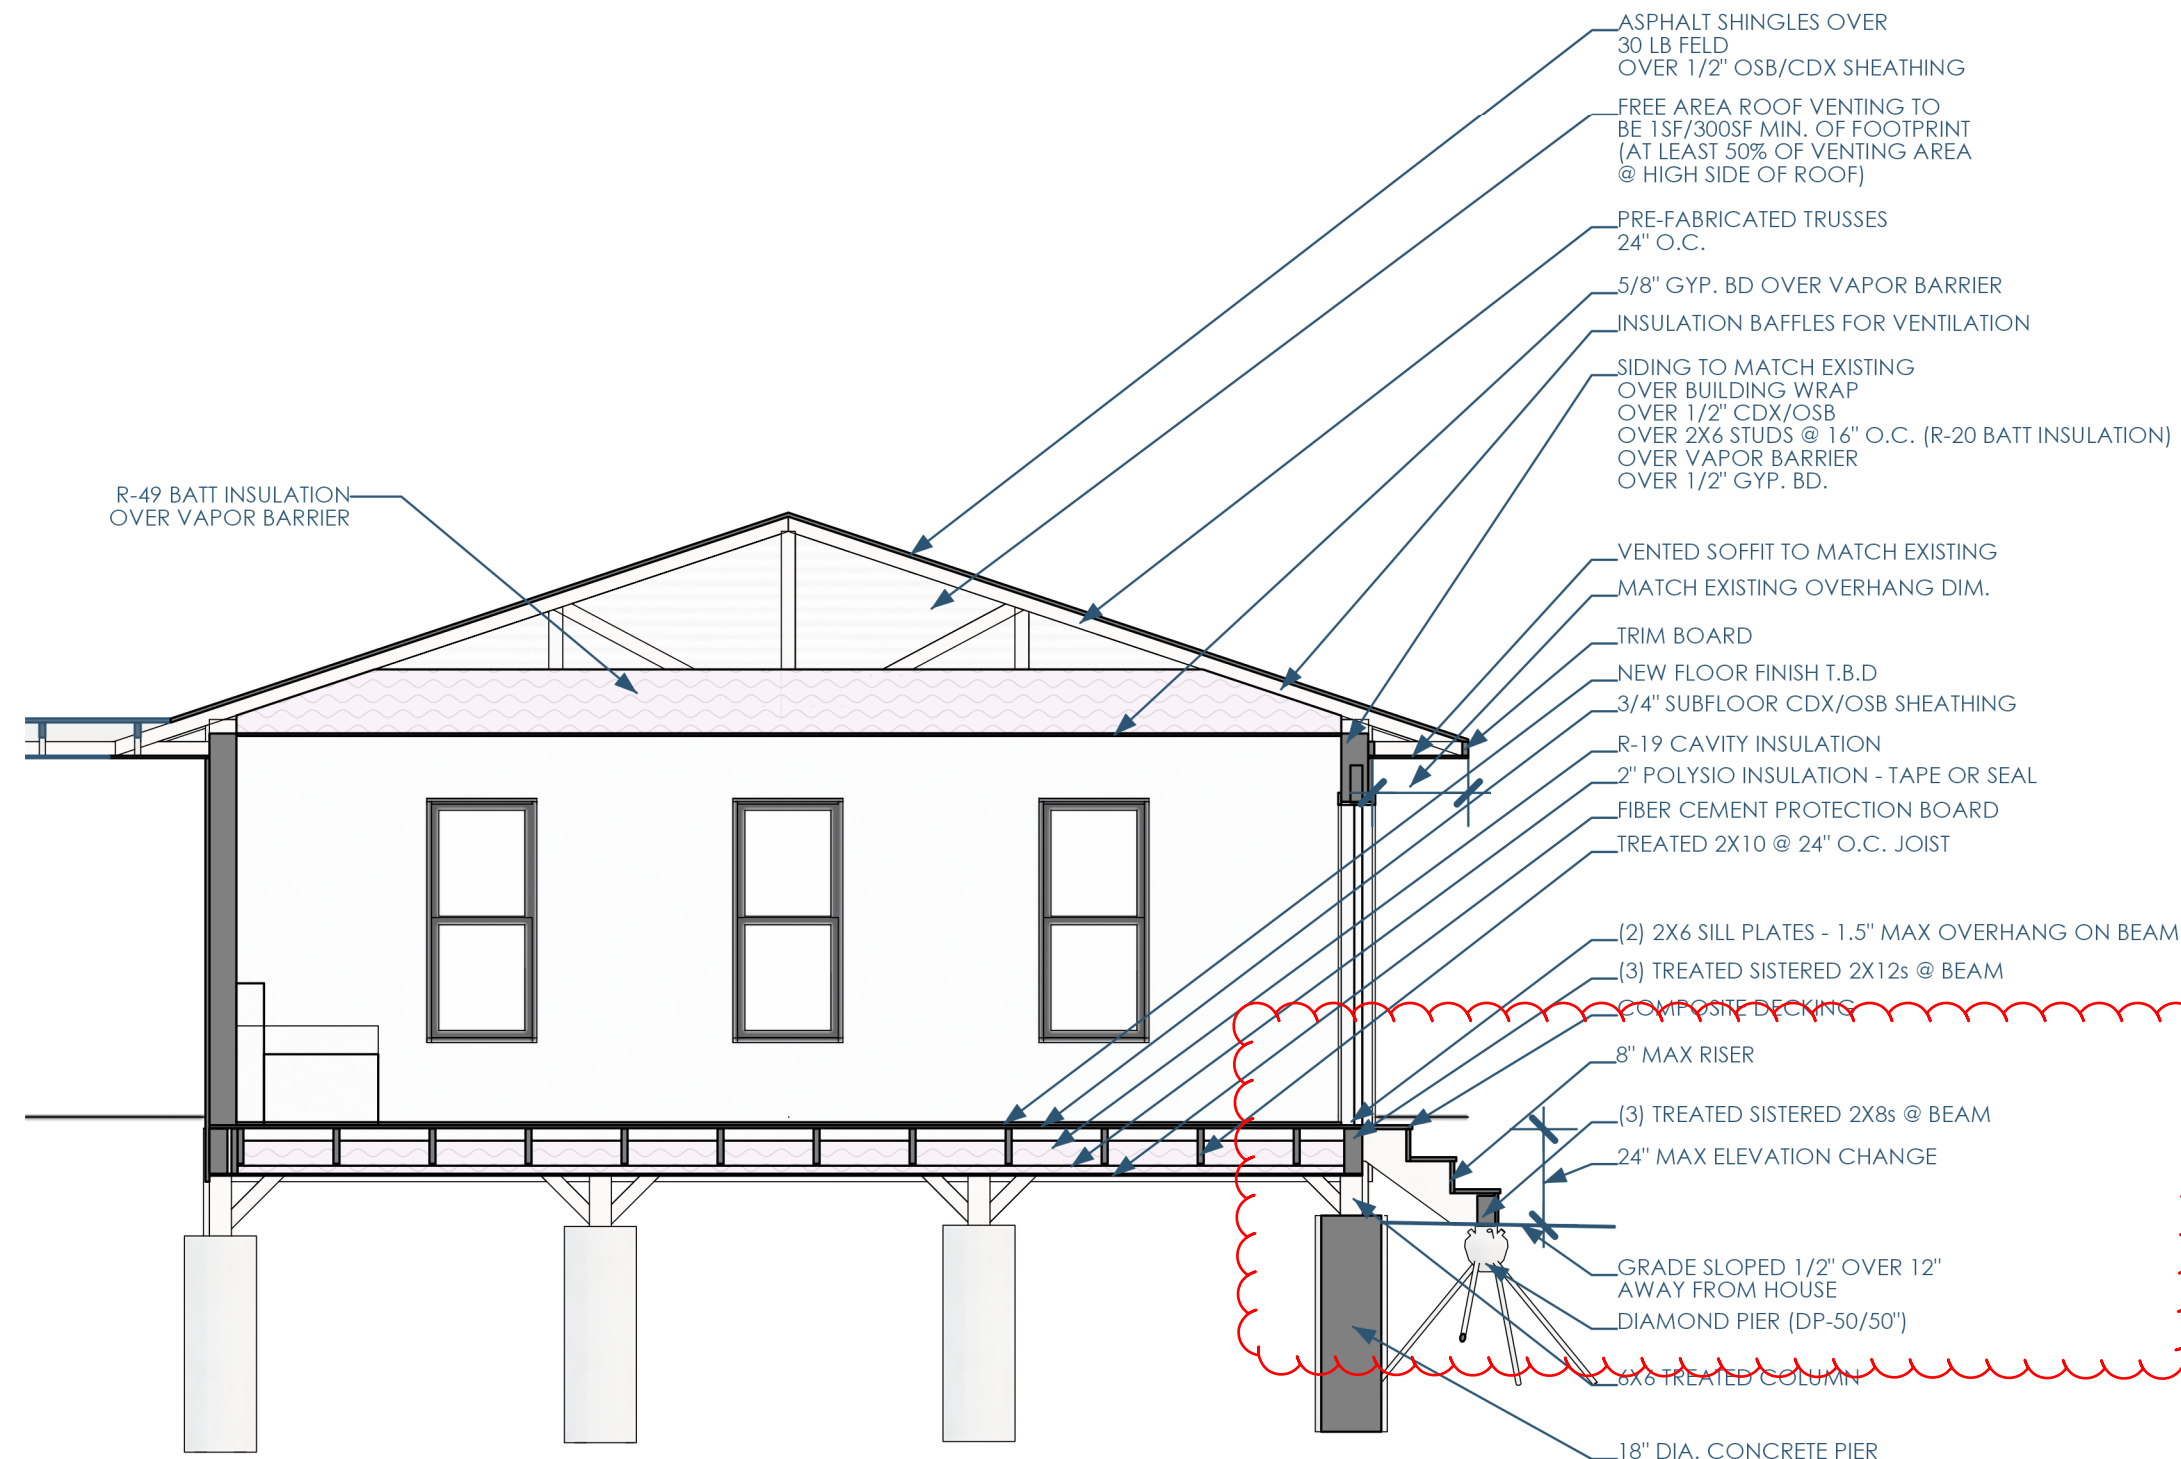 ASPHALT SHINGLES OVER
30 LB FELD
OVER 1/2" OSB/CDX SHEATHING
FREE AREA ROOF VENTING TO
BE 1SF/300SF MIN. OF FOOTPRINT
(AT LEAST 50% OF VENTING AREA
@ HIGH SIDE OF ROOF)
PRE-FABRICATED TRUSSES
24" O.C.
5/8" GYP. BD OVER VAPOR BARRIER
INSULATION BAFFLES FOR VENTILATION
SIDING TO MATCH EXISTING
OVER BUILDING WRAP
OVER 1/2" CDX/OSB
OVER 2X6 STUDS @ 16" O.C. (R-20 BATT INSULATION)
OVER VAPOR BARRIER
OVER 1/2" GYP. BD.
R-49 BATT INSULATION
OVER VAPOR BARRIER
VENTED SOFFIT TO MATCH EXISTING
MATCH EXISTING OVERHANG DIM.
TRIM BOARD
NEW FLOOR FINISH T.B.D
3/4" SUBFLOOR CDX/OSB SHEATHING
R-19 CAVITY INSULATION
2" POLYSIO INSULATION - TAPE OR SEAL
FIBER CEMENT PROTECTION BOARD
TREATED 2X10 @ 24" O.C. JOIST
(2) 2X6 SILL PLATES - 1.5" MAX OVERHANG ON BEAM
(3) TREATED SISTERED 2X12s @ BEAM
COMPOSITE DECKING
8" MAX RISER
(3) TREATED SISTERED 2X8s @ BEAM
24" MAX ELEVATION CHANGE
GRADE SLOPED 1/2" OVER 12"
AWAY FROM HOUSE
DIAMOND PIER (DP-50/50")
6X6 TREATED COLUMN
18" DIA. CONCRETE PIER